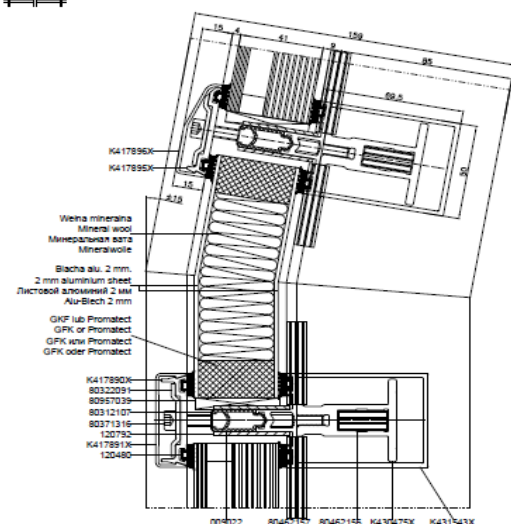 159
15 4 41 9 85
69,5
50
K417896X
K417895X
15
≤15
Wełna mineralna
Mineral wool
Минеральная вата
Mineralwolle
Blacha alu. 2 mm.
2 mm aluminium sheet
Листовой алюминий 2 мм
Alu-Blech 2 mm
GKF lub Promatect
GFK or Promatect
GFK или Promatect
GFK oder Promatect
K417890X
80322091
80957039
80312107
80371316
120792
K417891X
120480
005022 80462157 80462155 K430475X K431543X